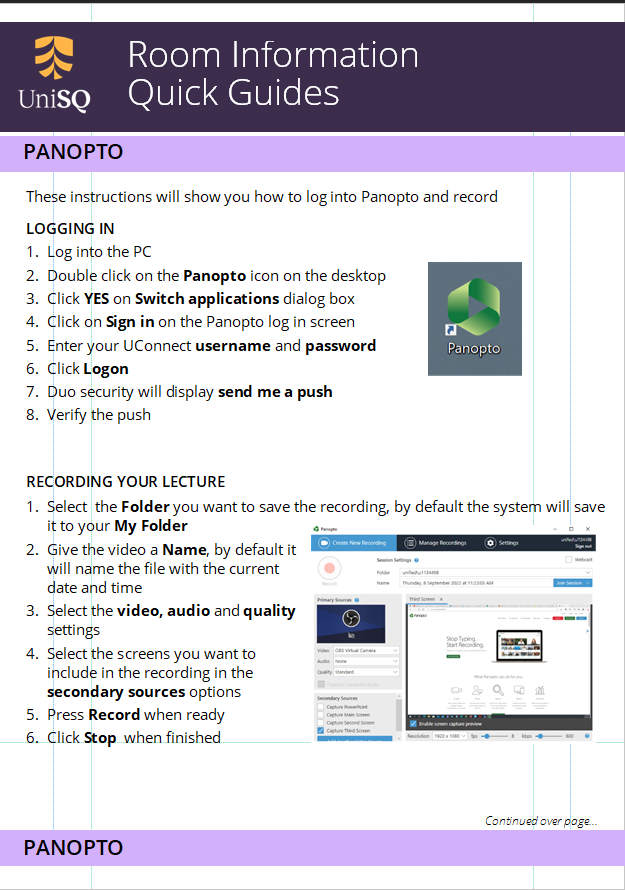 UniSQ
Room Information
Quick Guides
PANOPTO
These instructions will show you how to log into Panopto and record
LOGGING IN
1. Log into the PC
2. Double click on the Panopto icon on the desktop
3. Click YES on Switch applications dialog box
4. Click on Sign in on the Panopto log in screen
5. Enter your UConnect username and password
6. Click Logon
7. Duo security will display send me a push
8. Verify the push
Panopto
RECORDING YOUR LECTURE
1. Select the Folder you want to save the recording, by default the system will save
it to your My Folder
2. Give the video a Name, by default it
will name the file with the current
date and time
3. Select the video, audio and quality
settings
4. Select the screens you want to
include in the recording in the
secondary sources options
5. Press Record when ready
6. Click Stop when finished
Panopto
Create New Recording
Manage Recordings
Settings
Sign out
Session Settings
Webcast
Record
Folder
Name Thursday, 8 September 2022 at 11:23:03 AM
Join Session
Primary Sources
Third Screen
Panopto
Stop Typing.
Start Recording.
Video OBS Virtual Camera
Audio None
Quality Standard
What Panopto can do for you
Secondary Sources
Capture PowerPoint
Capture Main Screen
Capture Second Screen
Capture Third Screen
Enable screen capture preview
Resolution 1920 x 1080 fps 8 kbps 600
Continued over page...
PANOPTO